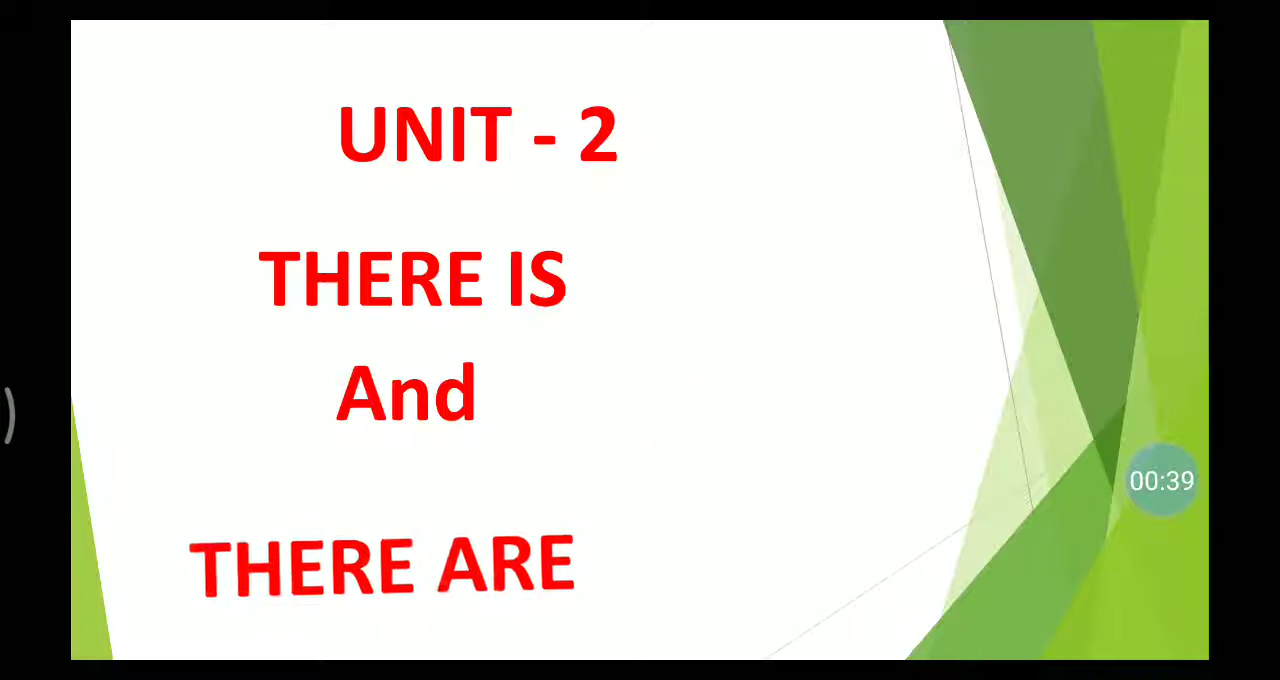 UNIT - 2
THERE IS
And
00:39
THERE ARE